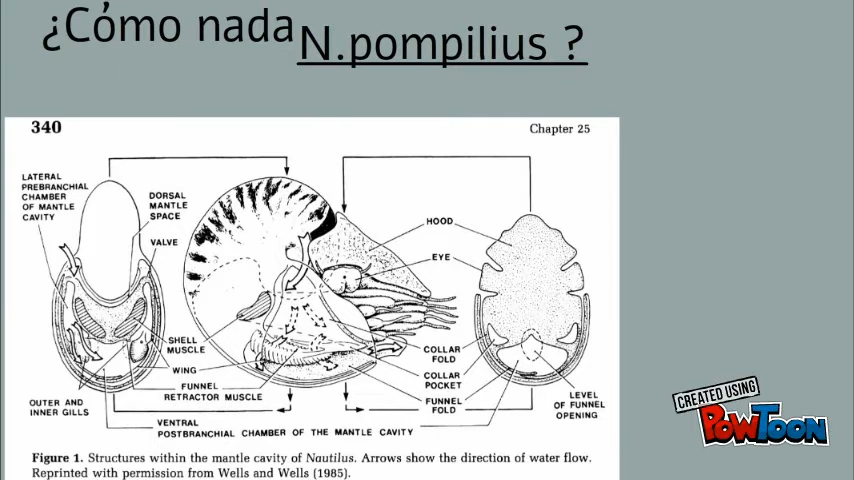 ¿Cómo nada N.pompilius ?
340 Chapter 25
LATERAL
PREBRANCHIAL
CHAMBER
OF MANTLE
CAVITY
DORSAL
MANTLE
SPACE
VALVE
HOOD
EYE
SHELL
MUSCLE
WING
FUNNEL
RETRACTOR MUSCLE
OUTER AND
INNER GILLS
COLLAR
FOLD
COLLAR
POCKET
FUNNEL
FOLD
LEVEL
OF FUNNEL
OPENING
VENTRAL
POSTBRANCHIAL CHAMBER OF THE MANTLE CAVITY
Figure 1. Structures within the mantle cavity of Nautilus. Arrows show the direction of water flow.
Reprinted with permission from Wells and Wells (1985).
CREATED USING
POWTOON